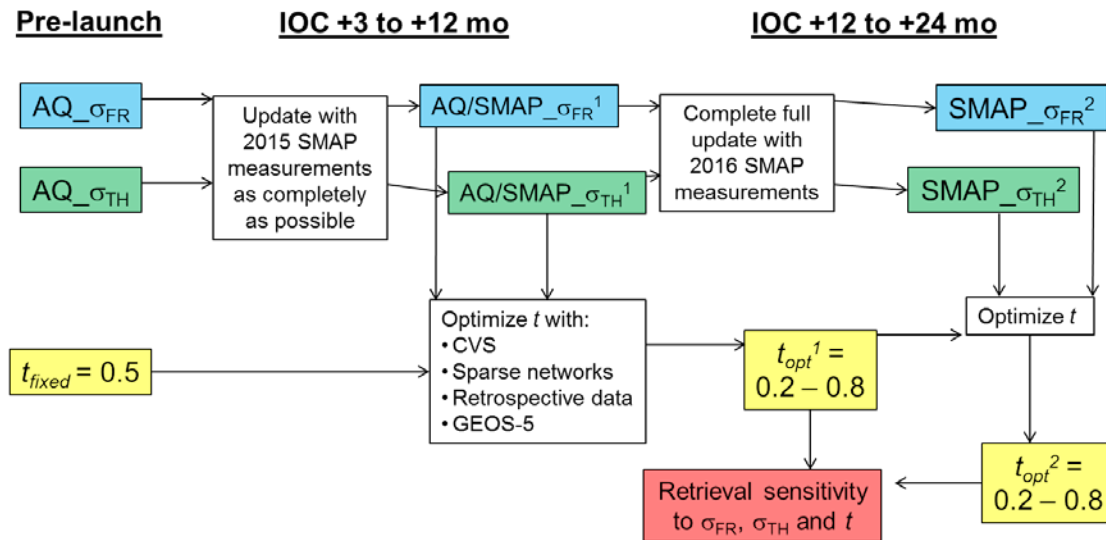 Pre-launch
IOC +3 to +12 mo
IOC +12 to +24 mo
AQ_σFR
Update with
2015 SMAP
measurements
as completely
as possible
AQ/SMAP_σFR¹
Complete full
update with
2016 SMAP
measurements
SMAP_σFR²
AQ_σTH
AQ/SMAP_σTH¹
SMAP_σTH²
tfixed = 0.5
Optimize t with:
• CVS
• Sparse networks
• Retrospective data
• GEOS-5
topt¹ =
0.2 – 0.8
Optimize t
topt² =
0.2 – 0.8
Retrieval sensitivity
to σFR, σTH and t